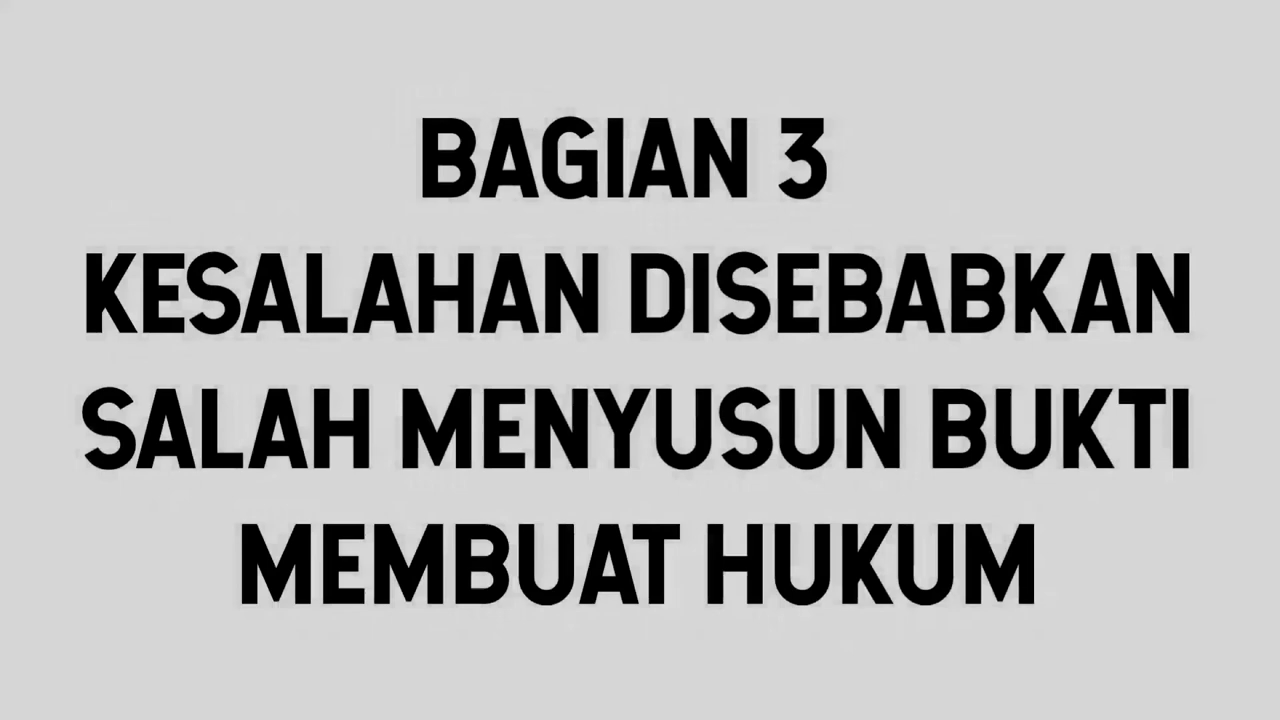 BAGIAN 3
KESALAHAN DISEBABKAN
SALAH MENYUSUN BUKTI
MEMBUAT HUKUM